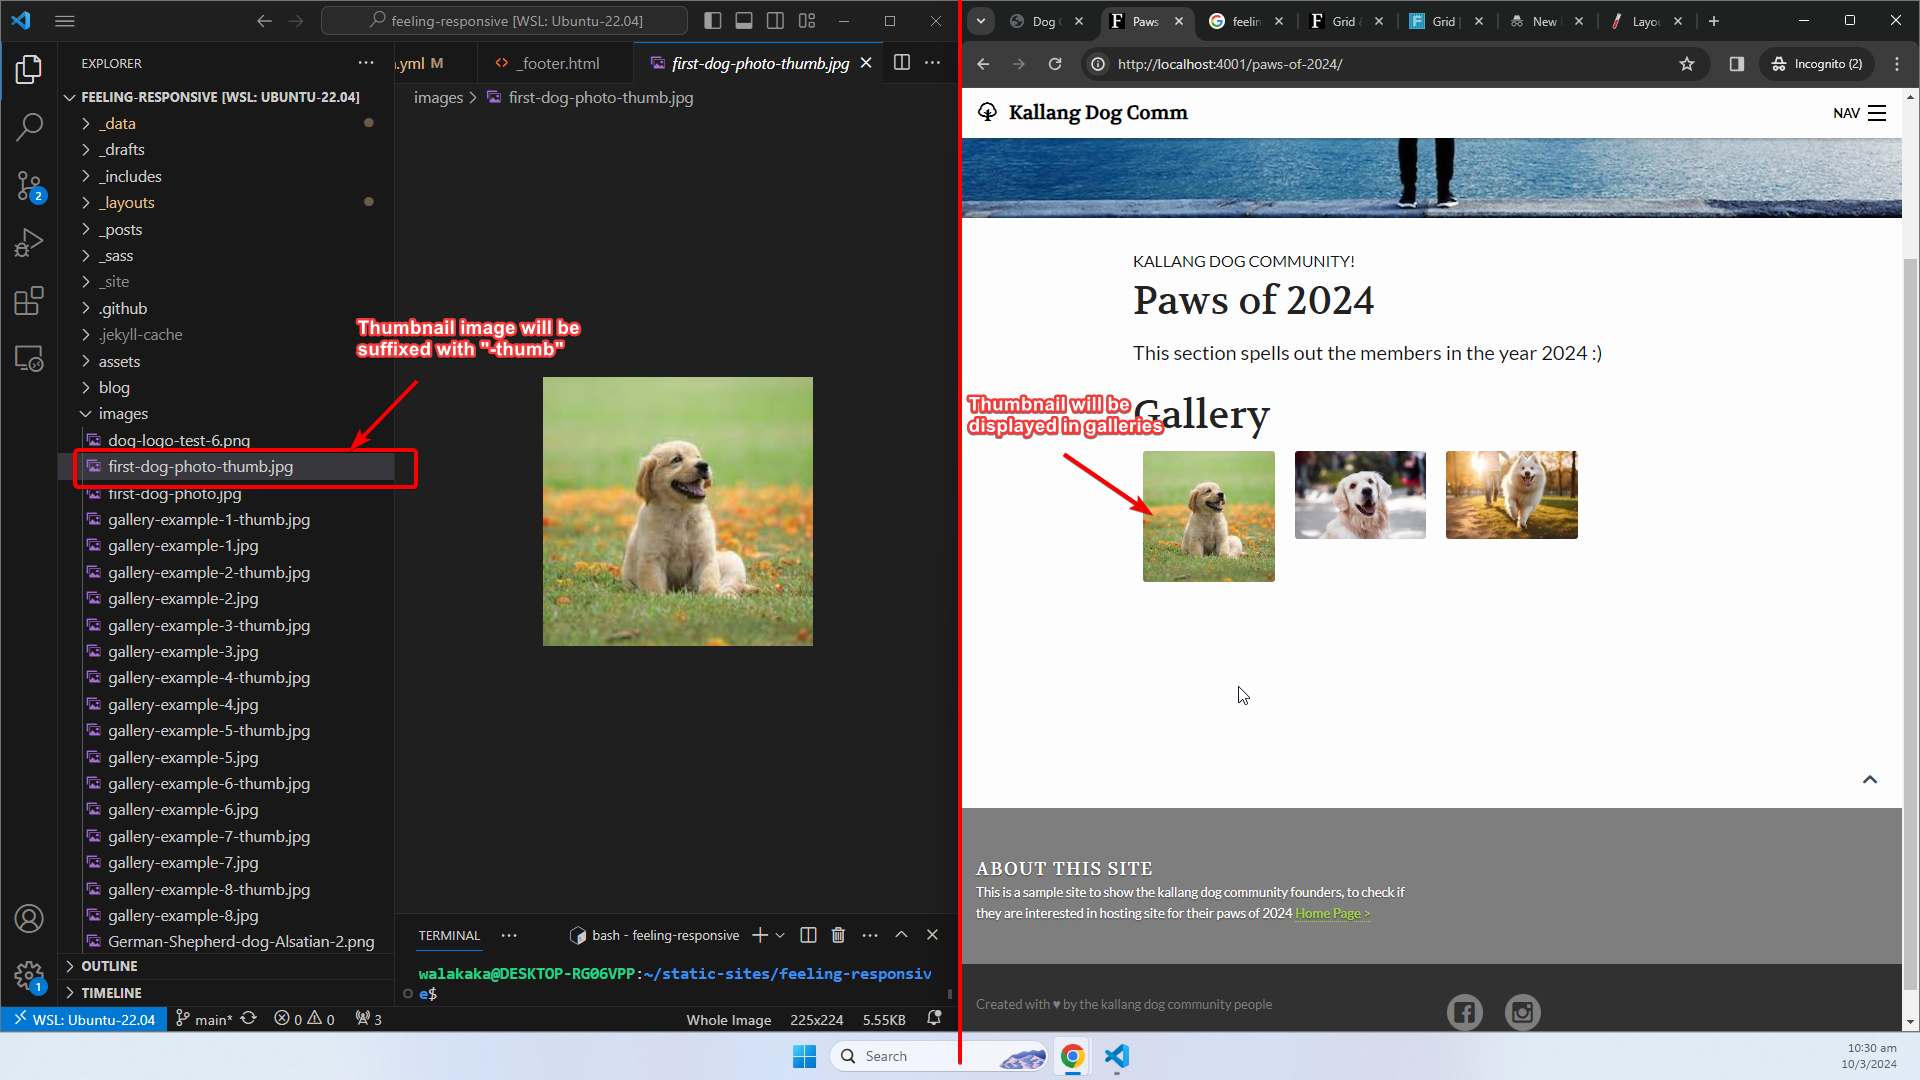 feeling-responsive [WSL: Ubuntu-22.04]
EXPLORER
FEELING-RESPONSIVE [WSL: UBUNTU-22.04]
_data
_drafts
_includes
_layouts
_posts
_sass
_site
.github
.jekyll-cache
assets
blog
images
dog-logo-test-6.png
first-dog-photo-thumb.jpg
first-dog-photo.jpg
gallery-example-1-thumb.jpg
gallery-example-1.jpg
gallery-example-2-thumb.jpg
gallery-example-2.jpg
gallery-example-3-thumb.jpg
gallery-example-3.jpg
gallery-example-4-thumb.jpg
gallery-example-4.jpg
gallery-example-5-thumb.jpg
gallery-example-5.jpg
gallery-example-6-thumb.jpg
gallery-example-6.jpg
gallery-example-7-thumb.jpg
gallery-example-7.jpg
gallery-example-8-thumb.jpg
gallery-example-8.jpg
German-Shepherd-dog-Alsatian-2.png
OUTLINE
TIMELINE
2
1
.yml M
_footer.html
first-dog-photo-thumb.jpg
images > first-dog-photo-thumb.jpg
Thumbnail image will be
suffixed with "-thumb"
TERMINAL
bash - feeling-responsive
walakaka@DESKTOP-RG06VPP:~/static-sites/feeling-responsiv
e$
WSL: Ubuntu-22.04
main*
0 0
3
Whole Image
225x224
5.55KB
Dog
Paws
feelin
Grid
Grid
New
Layou
http://localhost:4001/paws-of-2024/
Incognito (2)
Kallang Dog Comm
NAV
KALLANG DOG COMMUNITY!
Paws of 2024
This section spells out the members in the year 2024 :)
Gallery
Thumbnail will be
displayed in galleries
ABOUT THIS SITE
This is a sample site to show the kallang dog community founders, to check if
they are interested in hosting site for their paws of 2024 Home Page >
Created with ♥ by the kallang dog community people
Search
10:30 am
10/3/2024